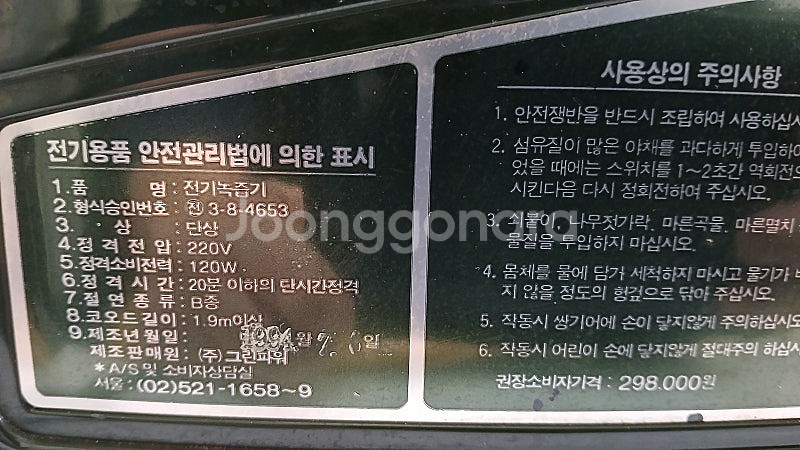 전기용품 안전관리법에 의한 표시
1.품 명 : 전기녹즙기
2.형식승인번호 : 전 3-8-4653
3. 상 : 단상
4.정 격 전 압 : 220V
5.정격소비전력 : 120W
6.정 격 시 간 : 20분 이하의 단시간정격
7.절 연 종 류 : B종
8.코오드길이 : 1.9m이상
9.제조년월일 : 월 일
제조판매원 : (주) 그린파워
*A/S 및 소비자상담실
서울 : (02)521-1658~9
사용상의 주의사항
1. 안전쟁반을 반드시 조립하여 사용하십시
2. 섬유질이 많은 야채를 과다하게 투입하여
었을 때에는 스위치를 1~2초간 역회전으
시킨다음 다시 정회전하여 주십시오.
3. 나무젓가락. 마른곡물. 마른멸치
물질을 투입하지 마십시오.
4. 몸체를 물에 담거 세척하지 마시고 물기가
지 않을 정도의 헝겊으로 닦아 주십시오.
5. 작동시 쌍기어에 손이 닿지않게 주의하십시오
6. 작동시 어린이 손에 닿지않게 절대주의 하십시
권장소비자가격 : 298.000원
Joonggonara